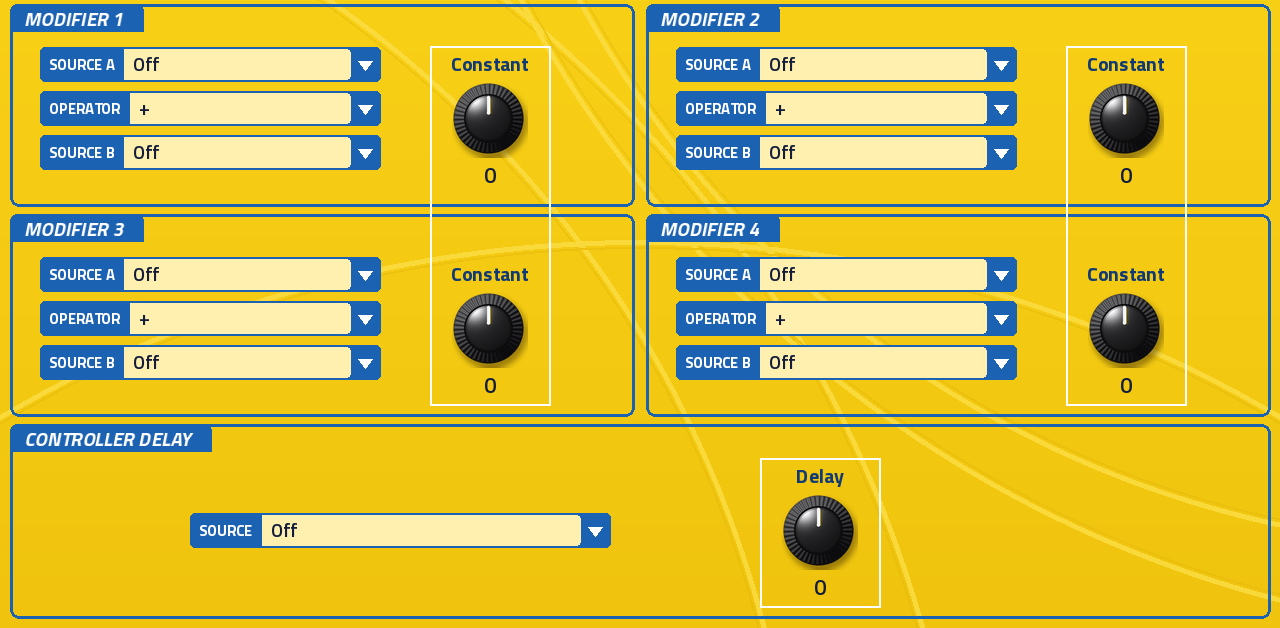 MODIFIER 1
SOURCE A Off
OPERATOR +
SOURCE B Off
Constant
0
MODIFIER 2
SOURCE A Off
OPERATOR +
SOURCE B Off
Constant
0
MODIFIER 3
SOURCE A Off
OPERATOR +
SOURCE B Off
Constant
0
MODIFIER 4
SOURCE A Off
OPERATOR +
SOURCE B Off
Constant
0
CONTROLLER DELAY
SOURCE Off
Delay
0